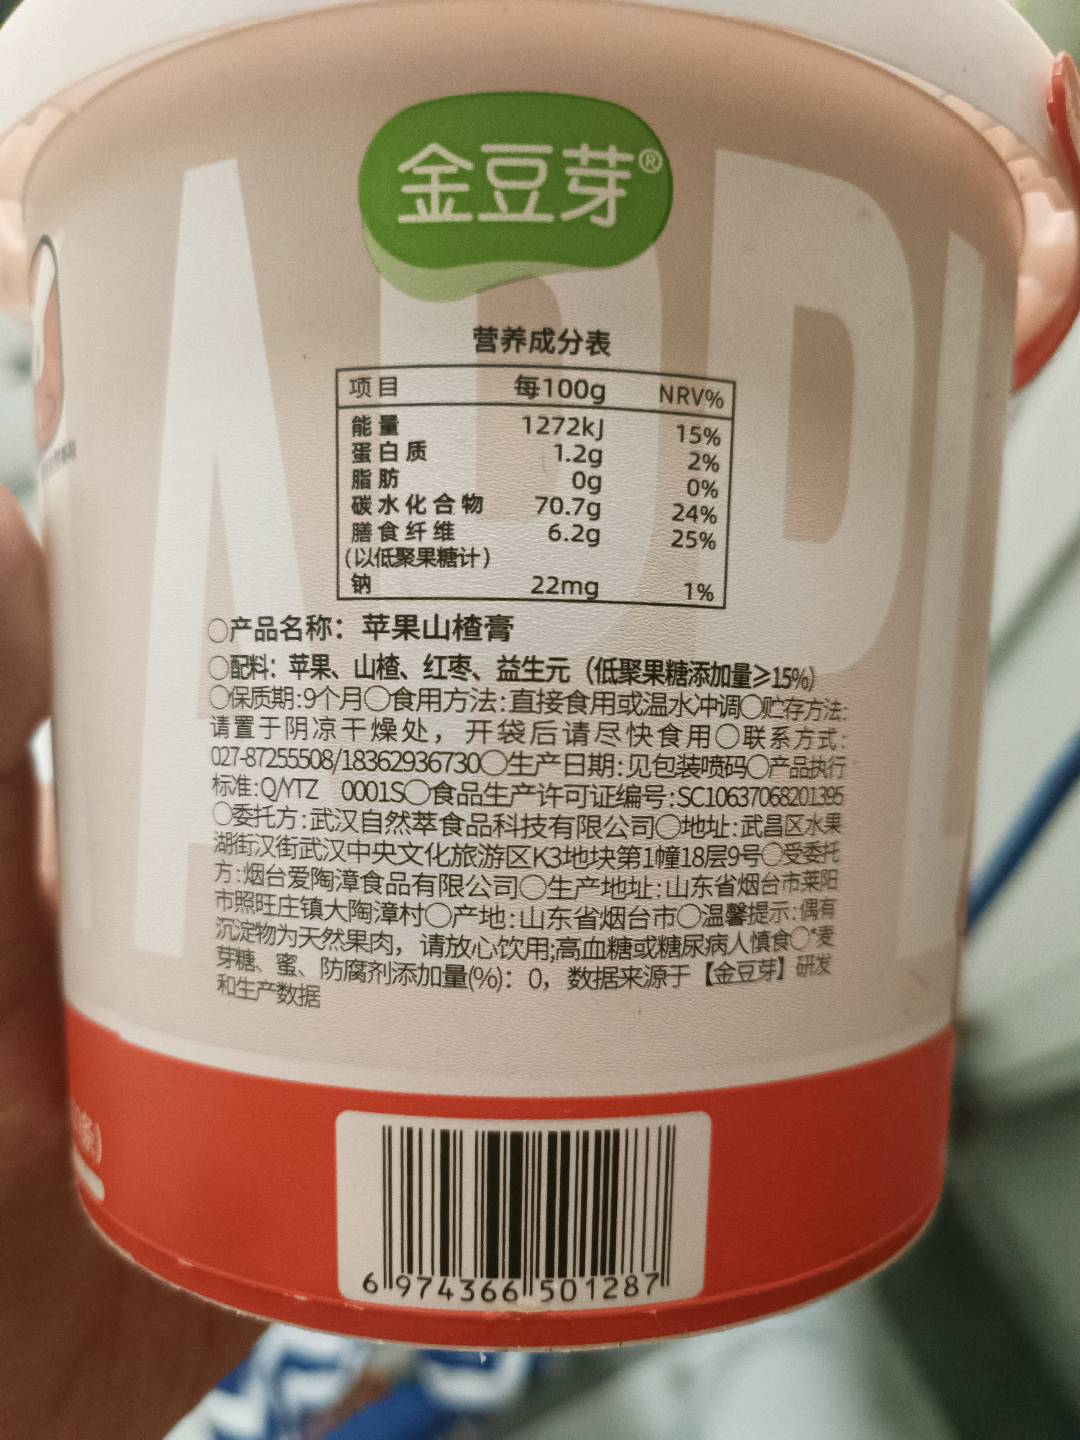 金豆芽®
APPL
营养成分表
项目 每100g NRV%
能量 1272kJ 15%
蛋白质 1.2g 2%
脂肪 0g 0%
碳水化合物 70.7g 24%
膳食纤维 6.2g 25%
(以低聚果糖计)
钠 22mg 1%
○产品名称：苹果山楂膏
○配料：苹果、山楂、红枣、益生元（低聚果糖添加量≥15%）
○保质期:9个月○食用方法:直接食用或温水冲调○贮存方法:
请置于阴凉干燥处，开袋后请尽快食用○联系方式:
027-87255508/18362936730○生产日期:见包装喷码○产品执行
标准:Q/YTZ 0001S○食品生产许可证编号:SC10637068201395
○委托方:武汉自然萃食品科技有限公司○地址:武昌区水果
湖街汉街武汉中央文化旅游区K3地块第1幢18层9号○受委托
方:烟台爱陶漳食品有限公司○生产地址:山东省烟台市莱阳
市照旺庄镇大陶漳村○产地:山东省烟台市○温馨提示:偶有
沉淀物为天然果肉，请放心饮用;高血糖或糖尿病人慎食○*麦
芽糖、蜜、防腐剂添加量(%)：0，数据来源于【金豆芽】研发
和生产数据
条)
6 974366 501287